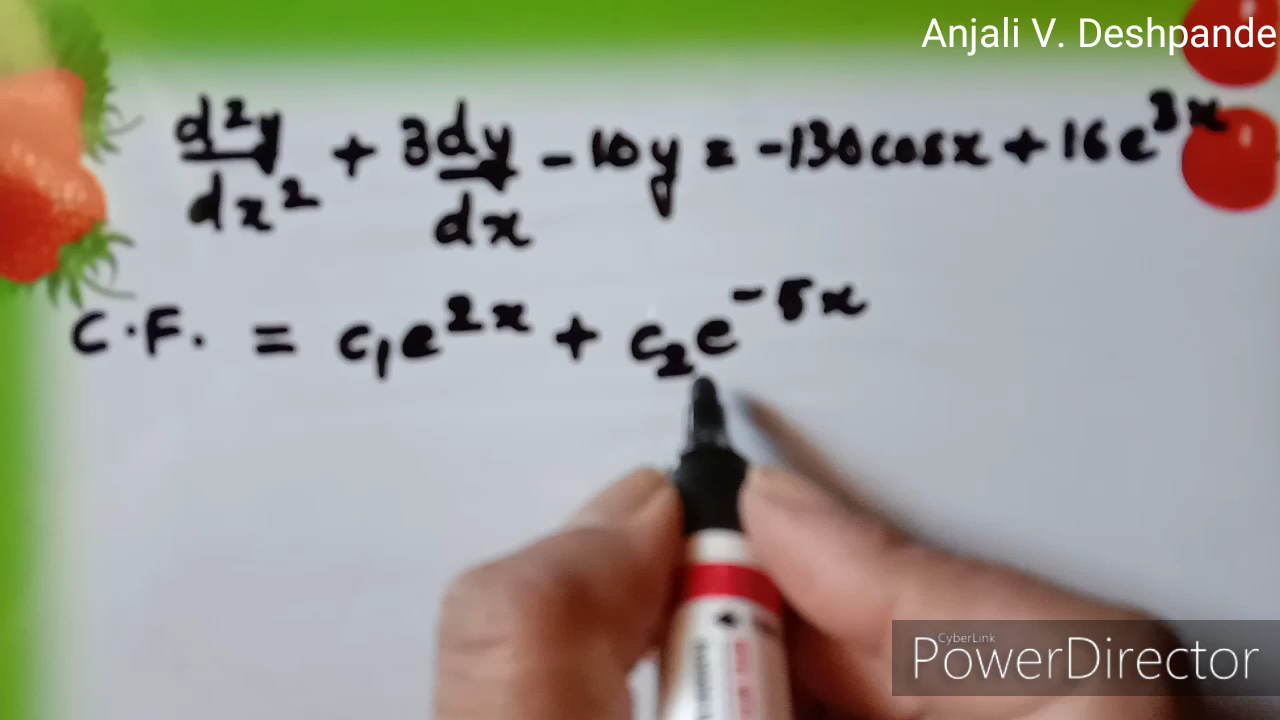 Anjali V. Deshpande
d²y/dx² + 3dy/dx - 10y = -130cosx + 16e^3x
C.F. = c₁e^2x + c₂e^-5x
CyberLink
PowerDirector